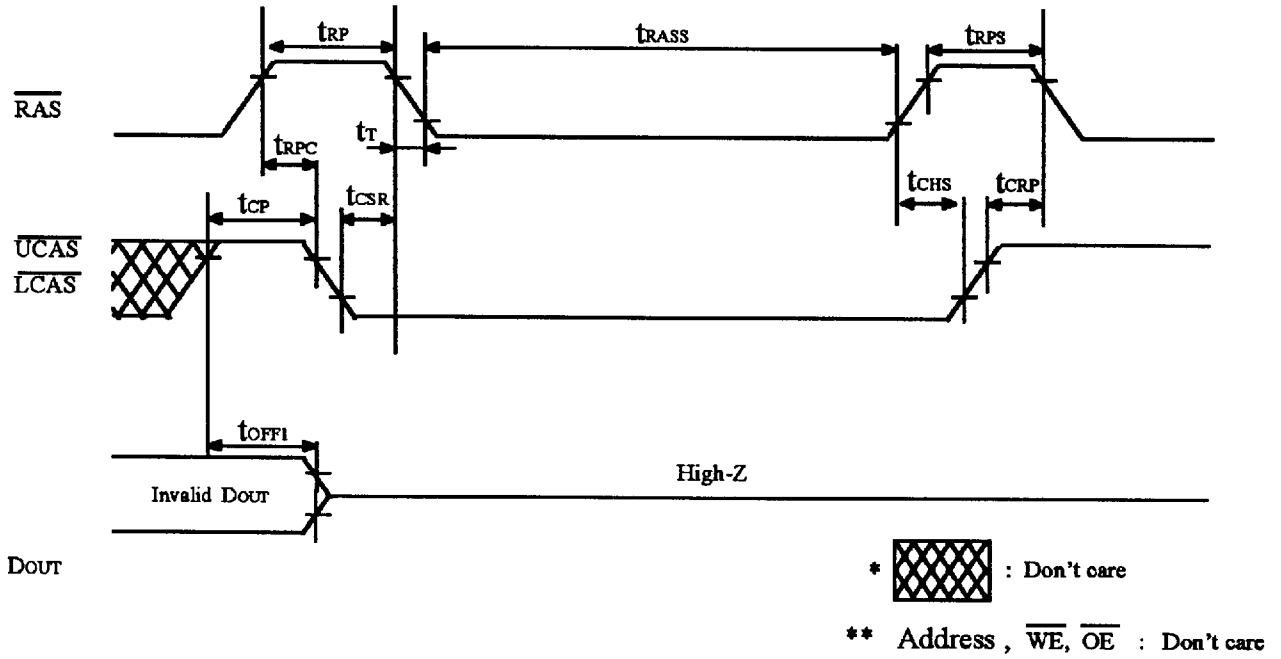 tRP
tRASS
tRPS
RAS
tRPC
tT
tCP
tCSR
tCHS
tCRP
UCAS
LCAS
tOFF1
Invalid DOUT
High-Z
DOUT
* : Don't care
** Address , WE, OE : Don't care